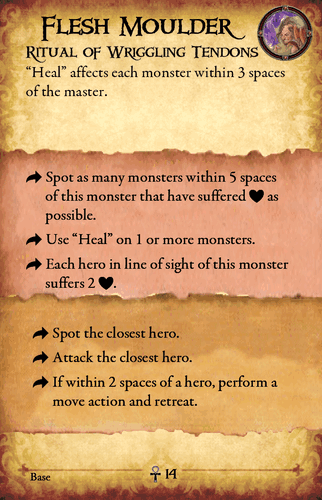 Flesh Moulder
Ritual of Wriggling Tendons
“Heal” affects each monster within 3 spaces
of the master.
Spot as many monsters within 5 spaces
of this monster that have suffered ♥ as
possible.
Use “Heal” on 1 or more monsters.
Each hero in line of sight of this monster
suffers 2 ♥.
Spot the closest hero.
Attack the closest hero.
If within 2 spaces of a hero, perform a
move action and retreat.
Base
14